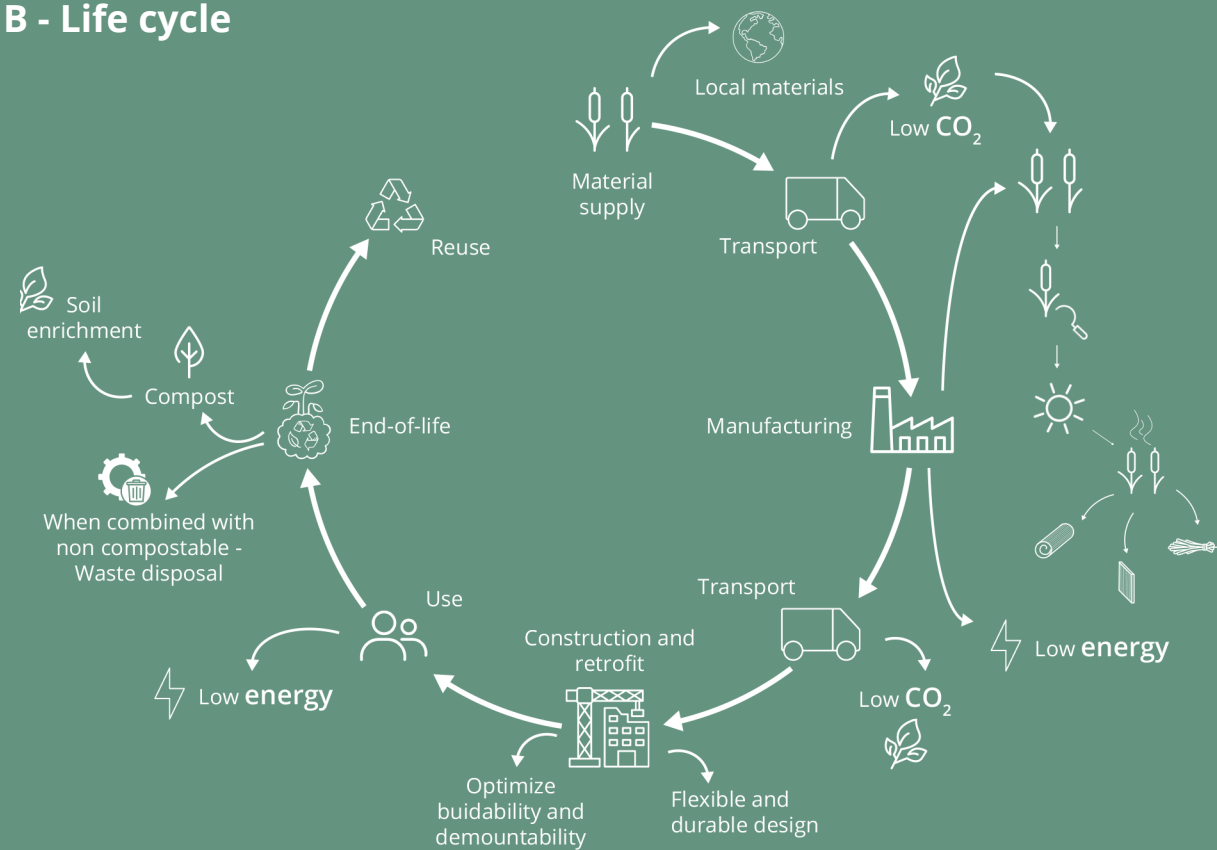 B - Life cycle
Local materials
Low CO₂
Material
supply
Transport
Reuse
Soil
enrichment
Compost
End-of-life
Manufacturing
When combined with
non compostable -
Waste disposal
Transport
Use
Construction and
retrofit
Low energy
Low energy
Low CO₂
Optimize
buidability and
demountability
Flexible and
durable design